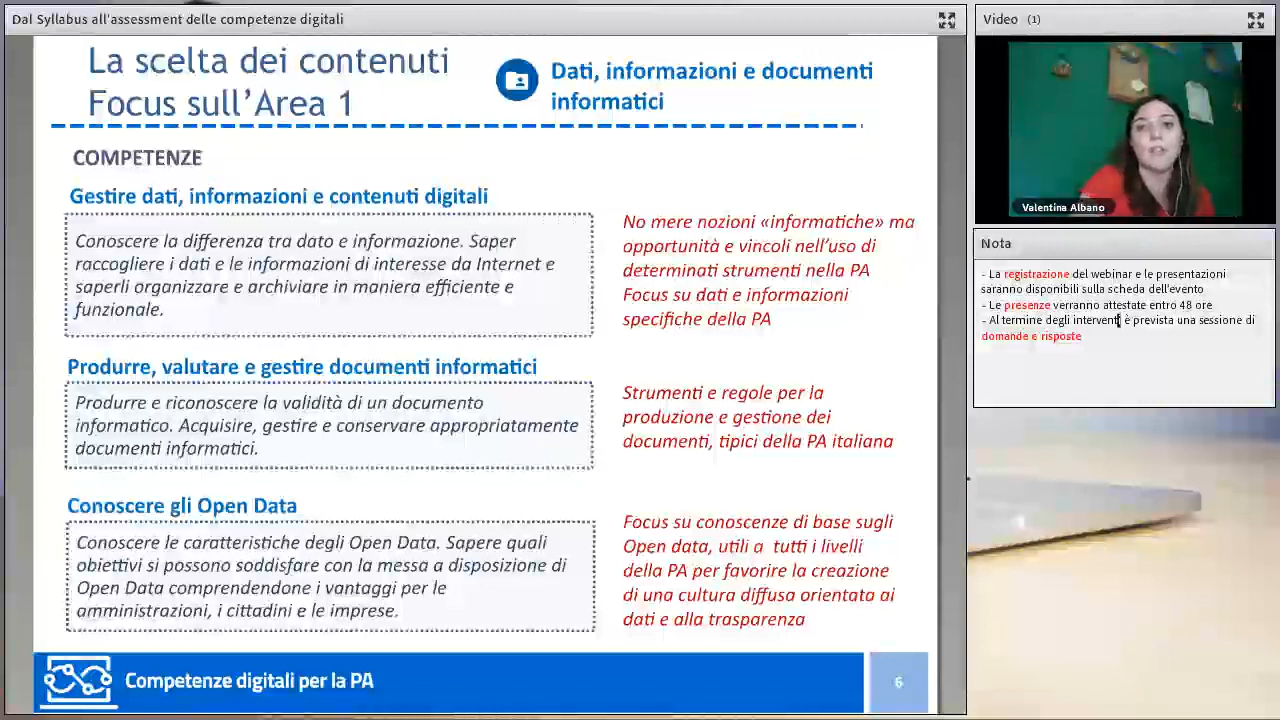 Dal Syllabus all'assessment delle competenze digitali
La scelta dei contenuti
Focus sull'Area 1
Dati, informazioni e documenti
informatici
COMPETENZE
Gestire dati, informazioni e contenuti digitali
Conoscere la differenza tra dato e informazione. Saper
raccogliere i dati e le informazioni di interesse da Internet e
saperli organizzare e archiviare in maniera efficiente e
funzionale.
No mere nozioni «informatiche» ma
opportunità e vincoli nell'uso di
determinati strumenti nella PA
Focus su dati e informazioni
specifiche della PA
Produrre, valutare e gestire documenti informatici
Produrre e riconoscere la validità di un documento
informatico. Acquisire, gestire e conservare appropriatamente
documenti informatici.
Strumenti e regole per la
produzione e gestione dei
documenti, tipici della PA italiana
Conoscere gli Open Data
Conoscere le caratteristiche degli Open Data. Sapere quali
obiettivi si possono soddisfare con la messa a disposizione di
Open Data comprendendone i vantaggi per le
amministrazioni, i cittadini e le imprese.
Focus su conoscenze di base sugli
Open data, utili a tutti i livelli
della PA per favorire la creazione
di una cultura diffusa orientata ai
dati e alla trasparenza
Competenze digitali per la PA
6
Video (1)
Valentina Albano
Nota
- La registrazione del webinar e le presentazioni
saranno disponibili sulla scheda dell'evento
- Le presenze verranno attestate entro 48 ore
- Al termine degli interventi è prevista una sessione di
domande e risposte